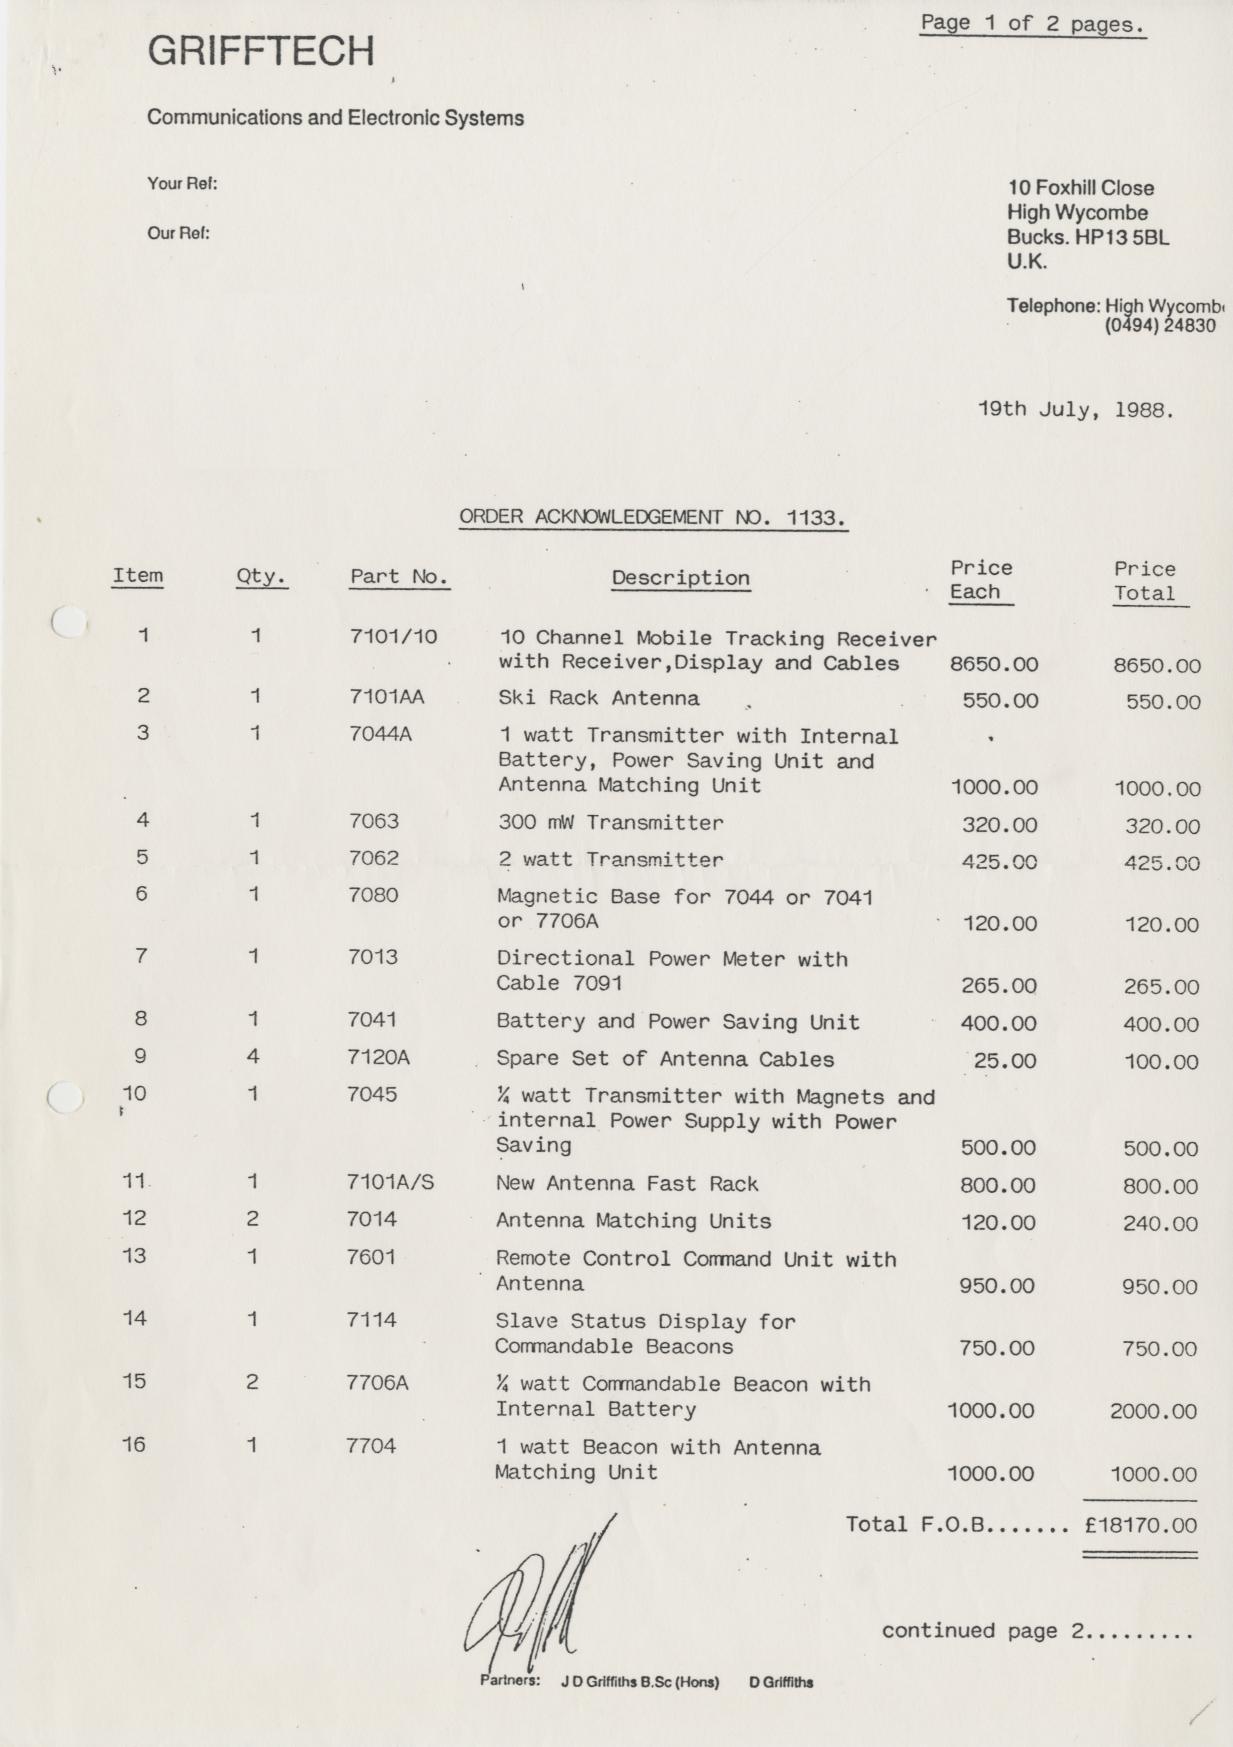 Page 1 of 2 pages.
GRIFFTECH
Communications and Electronic Systems
Your Ref:
Our Ref:
10 Foxhill Close
High Wycombe
Bucks. HP13 5BL
U.K.
Telephone: High Wycombe
(0494) 24830
19th July, 1988.
ORDER ACKNOWLEDGEMENT NO. 1133.
Item Qty. Part No. Description Price Each Price Total
1 1 7101/10 10 Channel Mobile Tracking Receiver
with Receiver,Display and Cables 8650.00 8650.00
2 1 7101AA Ski Rack Antenna 550.00 550.00
3 1 7044A 1 watt Transmitter with Internal
Battery, Power Saving Unit and
Antenna Matching Unit 1000.00 1000.00
4 1 7063 300 mW Transmitter 320.00 320.00
5 1 7062 2 watt Transmitter 425.00 425.00
6 1 7080 Magnetic Base for 7044 or 7041
or 7706A 120.00 120.00
7 1 7013 Directional Power Meter with
Cable 7091 265.00 265.00
8 1 7041 Battery and Power Saving Unit 400.00 400.00
9 4 7120A Spare Set of Antenna Cables 25.00 100.00
10 1 7045 ¼ watt Transmitter with Magnets and
internal Power Supply with Power
Saving 500.00 500.00
11 1 7101A/S New Antenna Fast Rack 800.00 800.00
12 2 7014 Antenna Matching Units 120.00 240.00
13 1 7601 Remote Control Command Unit with
Antenna 950.00 950.00
14 1 7114 Slave Status Display for
Commandable Beacons 750.00 750.00
15 2 7706A ¼ watt Commandable Beacon with
Internal Battery 1000.00 2000.00
16 1 7704 1 watt Beacon with Antenna
Matching Unit 1000.00 1000.00
Total F.O.B....... £18170.00
continued page 2.........
Partners: J D Griffiths B.Sc (Hons) D Griffiths